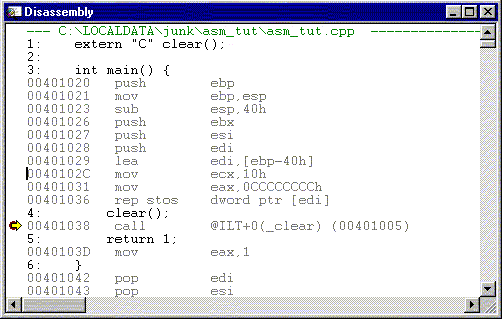 Disassembly
--- C:\LOCALDATA\junk\asm_tut\asm_tut.cpp ---
1: extern "C" clear();
2:
3: int main() {
00401020 push ebp
00401021 mov ebp,esp
00401023 sub esp,40h
00401026 push ebx
00401027 push esi
00401028 push edi
00401029 lea edi,[ebp-40h]
0040102C mov ecx,10h
00401031 mov eax,0CCCCCCCCh
00401036 rep stos dword ptr [edi]
4: clear();
00401038 call @ILT+0(_clear) (00401005)
5: return 1;
0040103D mov eax,1
6: }
00401042 pop edi
00401043 pop esi